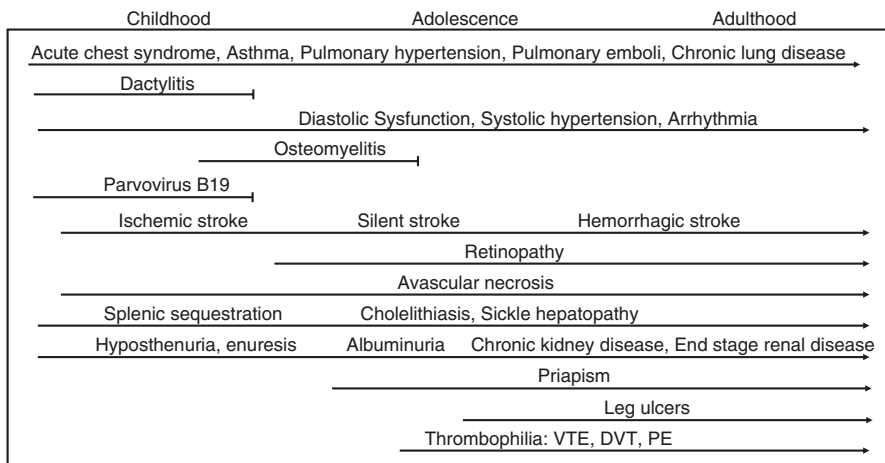 Childhood Adolescence Adulthood
Acute chest syndrome, Asthma, Pulmonary hypertension, Pulmonary emboli, Chronic lung disease
Dactylitis
Diastolic Sysfunction, Systolic hypertension, Arrhythmia
Osteomyelitis
Parvovirus B19
Ischemic stroke Silent stroke Hemorrhagic stroke
Retinopathy
Avascular necrosis
Splenic sequestration Cholelithiasis, Sickle hepatopathy
Hyposthenuria, enuresis Albuminuria Chronic kidney disease, End stage renal disease
Priapism
Leg ulcers
Thrombophilia: VTE, DVT, PE